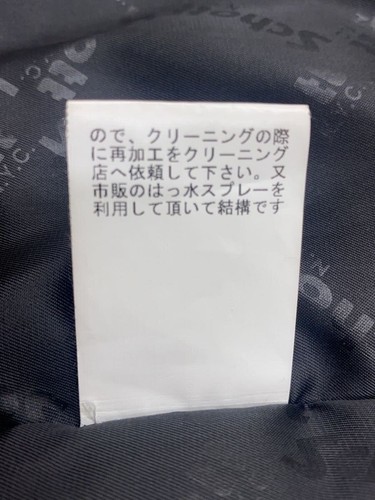 Schott
N.Y.C.
ので、クリーニングの際
に再加工をクリーニング
店へ依頼して下さい。又
市販のはっ水スプレーを
利用して頂いて結構です